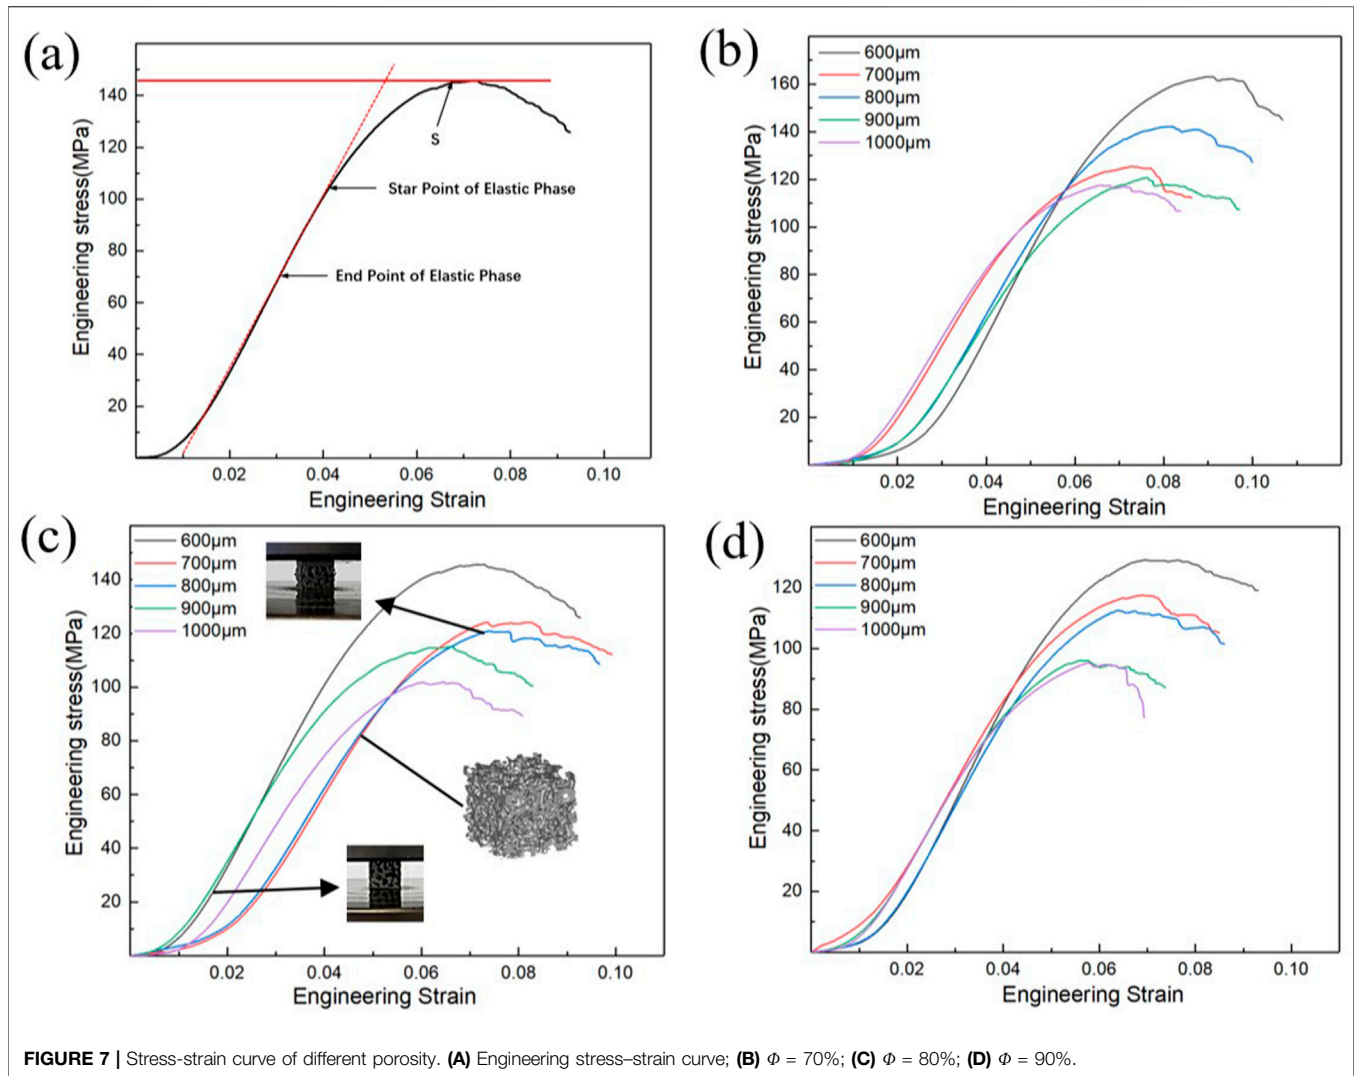 (a)
Engineering stress(MPa)
140
120
100
80
60
40
20
S
Star Point of Elastic Phase
End Point of Elastic Phase
0.02 0.04 0.06 0.08 0.10
Engineering Strain
(b)
Engineering stress(MPa)
160
140
120
100
80
60
40
20
600μm
700μm
800μm
900μm
1000μm
0.02 0.04 0.06 0.08 0.10
Engineering Strain
(c)
Engineering stress(MPa)
140
120
100
80
60
40
20
600μm
700μm
800μm
900μm
1000μm
0.02 0.04 0.06 0.08 0.10
Engineering Strain
(d)
Engineering stress(MPa)
120
100
80
60
40
20
600μm
700μm
800μm
900μm
1000μm
0.02 0.04 0.06 0.08 0.10
Engineering Strain
FIGURE 7 | Stress-strain curve of different porosity. (A) Engineering stress–strain curve; (B) Φ = 70%; (C) Φ = 80%; (D) Φ = 90%.